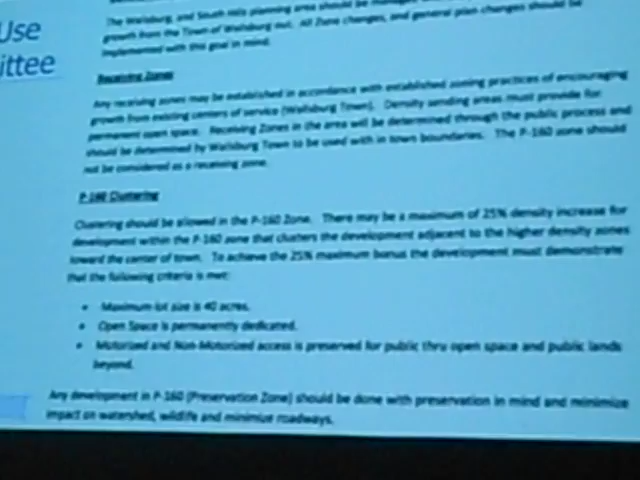 Use
ittee
The Wallsburg, and South Hills planning area should be managed
growth from the Town of Wallsburg out. All Zone changes, and general plan changes should be
implemented with this goal in mind.
Receiving Zones
Any receiving zones may be established in accordance with established zoning practices of encouraging
growth from existing centers of service (Wallsburg Town). Density sending areas must provide for
permanent open space. Receiving Zones in the area will be determined through the public process and
should be determined by Wallsburg Town to be used with in town boundaries. The P-160 zone should
not be considered as a receiving zone.
P-160 Clustering
Clustering should be allowed in the P-160 Zone. There may be a maximum of 25% density increase for
development within the P-160 zone that clusters the development adjacent to the higher density zones
toward the center of town. To achieve the 25% maximum bonus the development must demonstrate
that the following criteria is met:
• Maximum lot size is 40 acres.
• Open Space is permanently dedicated.
• Motorized and Non-Motorized access is preserved for public thru open space and public lands
beyond.
Any development in P-160 (Preservation Zone) should be done with preservation in mind and minimize
impact on watershed, wildlife and minimize roadways.